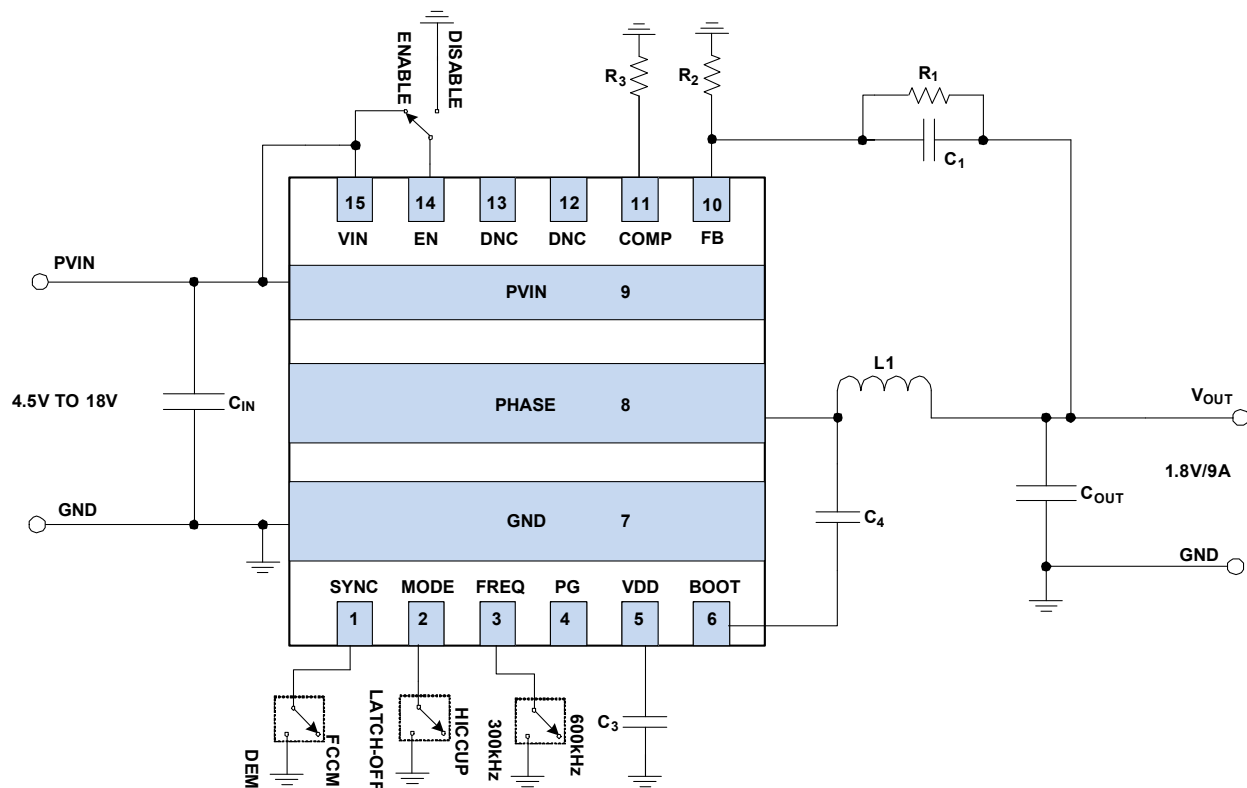 DISABLE
ENABLE
R3
R2
R1
C1
15
14
13
12
11
10
VIN
EN
DNC
DNC
COMP
FB
PVIN
PVIN 9
4.5V TO 18V
CIN
PHASE 8
L1
VOUT
1.8V/9A
COUT
GND
GND 7
C4
GND
SYNC
MODE
FREQ
PG
VDD
BOOT
1
2
3
4
5
6
DEM
FCCM
LATCH-OFF
HICCUP
300kHz
600kHz
C3